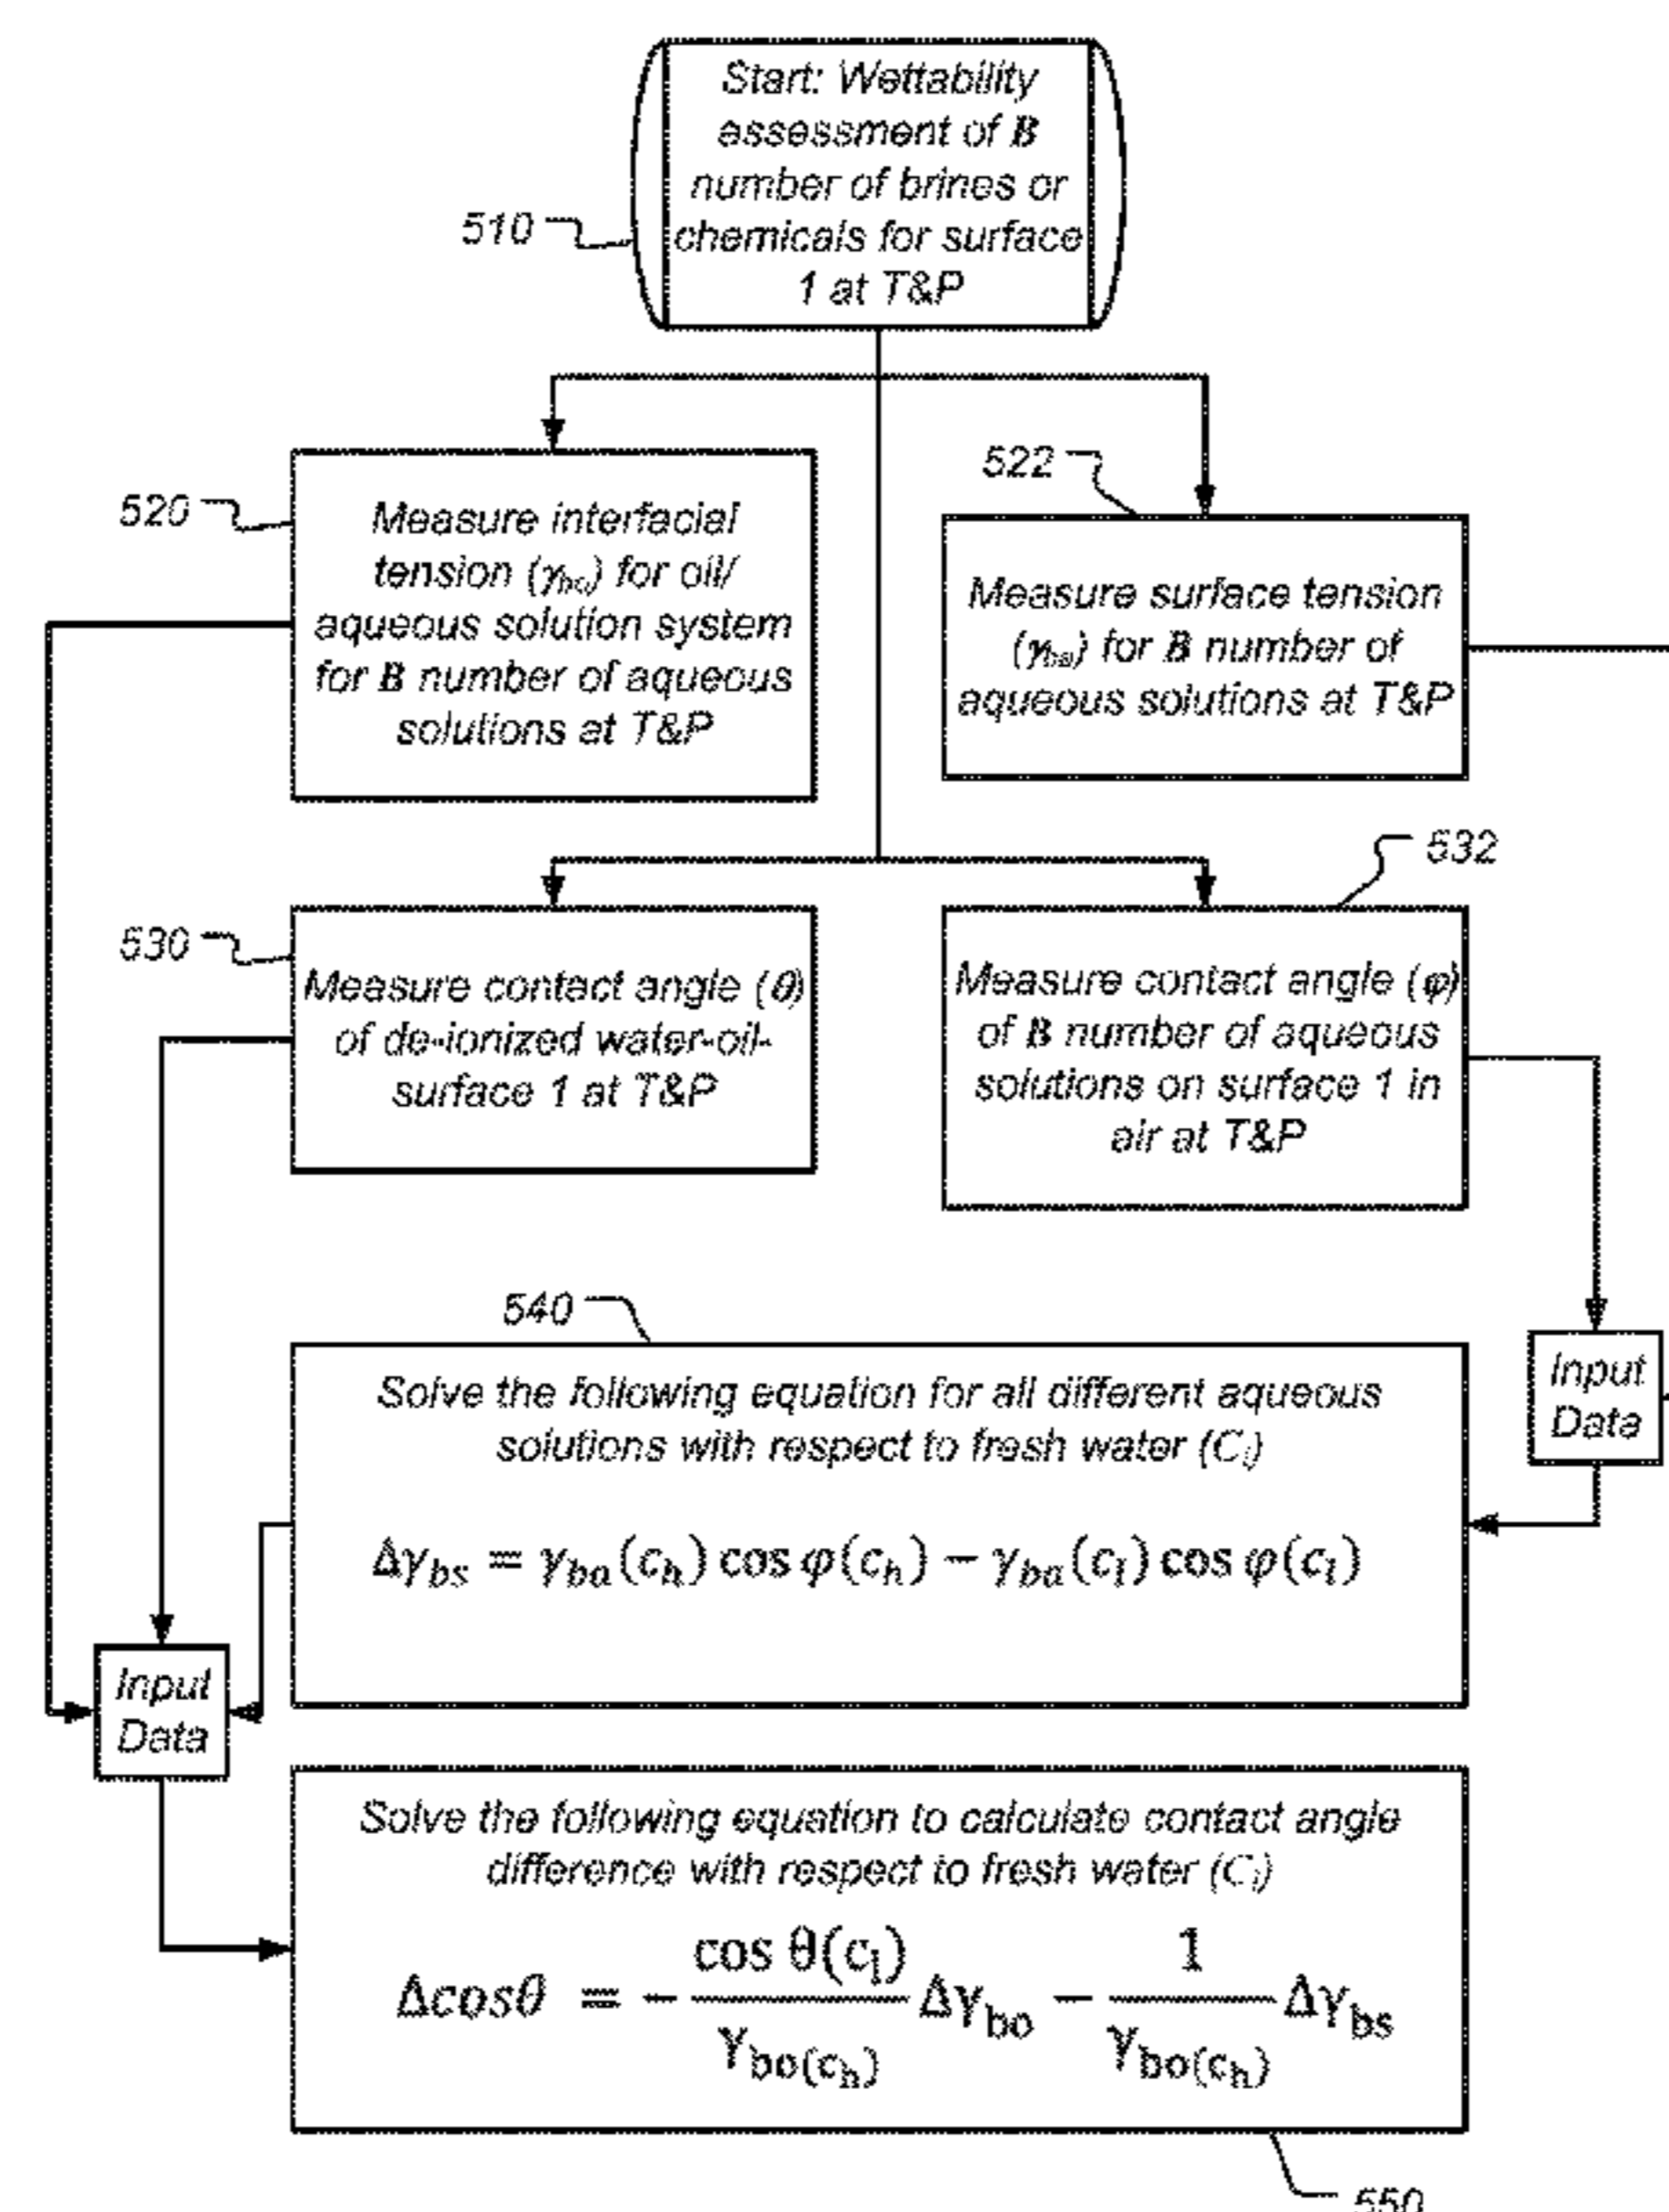 Start: Wettability
assessment of B
number of brines or
chemicals for surface
1 at T&P
510
520
Measure interfacial
tension (γbo) for oil/
aqueous solution system
for B number of aqueous
solutions at T&P
522
Measure surface tension
(γba) for B number of
aqueous solutions at T&P
530
Measure contact angle (θ)
of de-ionized water-oil-
surface 1 at T&P
532
Measure contact angle (φ)
of B number of aqueous
solutions on surface 1 in
air at T&P
Input
Data
540
Solve the following equation for all different aqueous
solutions with respect to fresh water (Cl)
Δγbs = γba(ch) cos φ(ch) − γba(cl) cos φ(cl)
Input
Data
Solve the following equation to calculate contact angle
difference with respect to fresh water (Cl)
Δcosθ = − cos θ(cl) / γbo(ch) Δγbo − 1 / γbo(ch) Δγbs
550